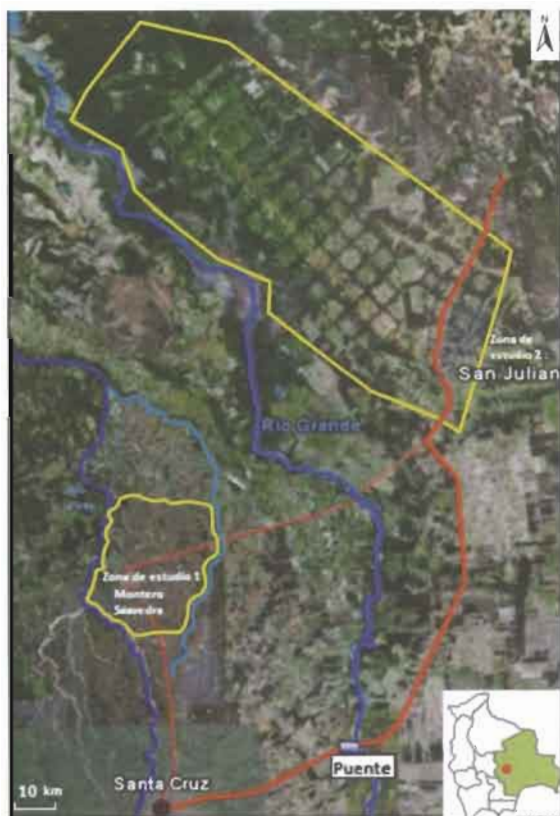 N
Zona de
estudio 2
San Julian
Rio Grande
Zona de estudio 1
Montero
Saavedra
Puente
Santa Cruz
10 km